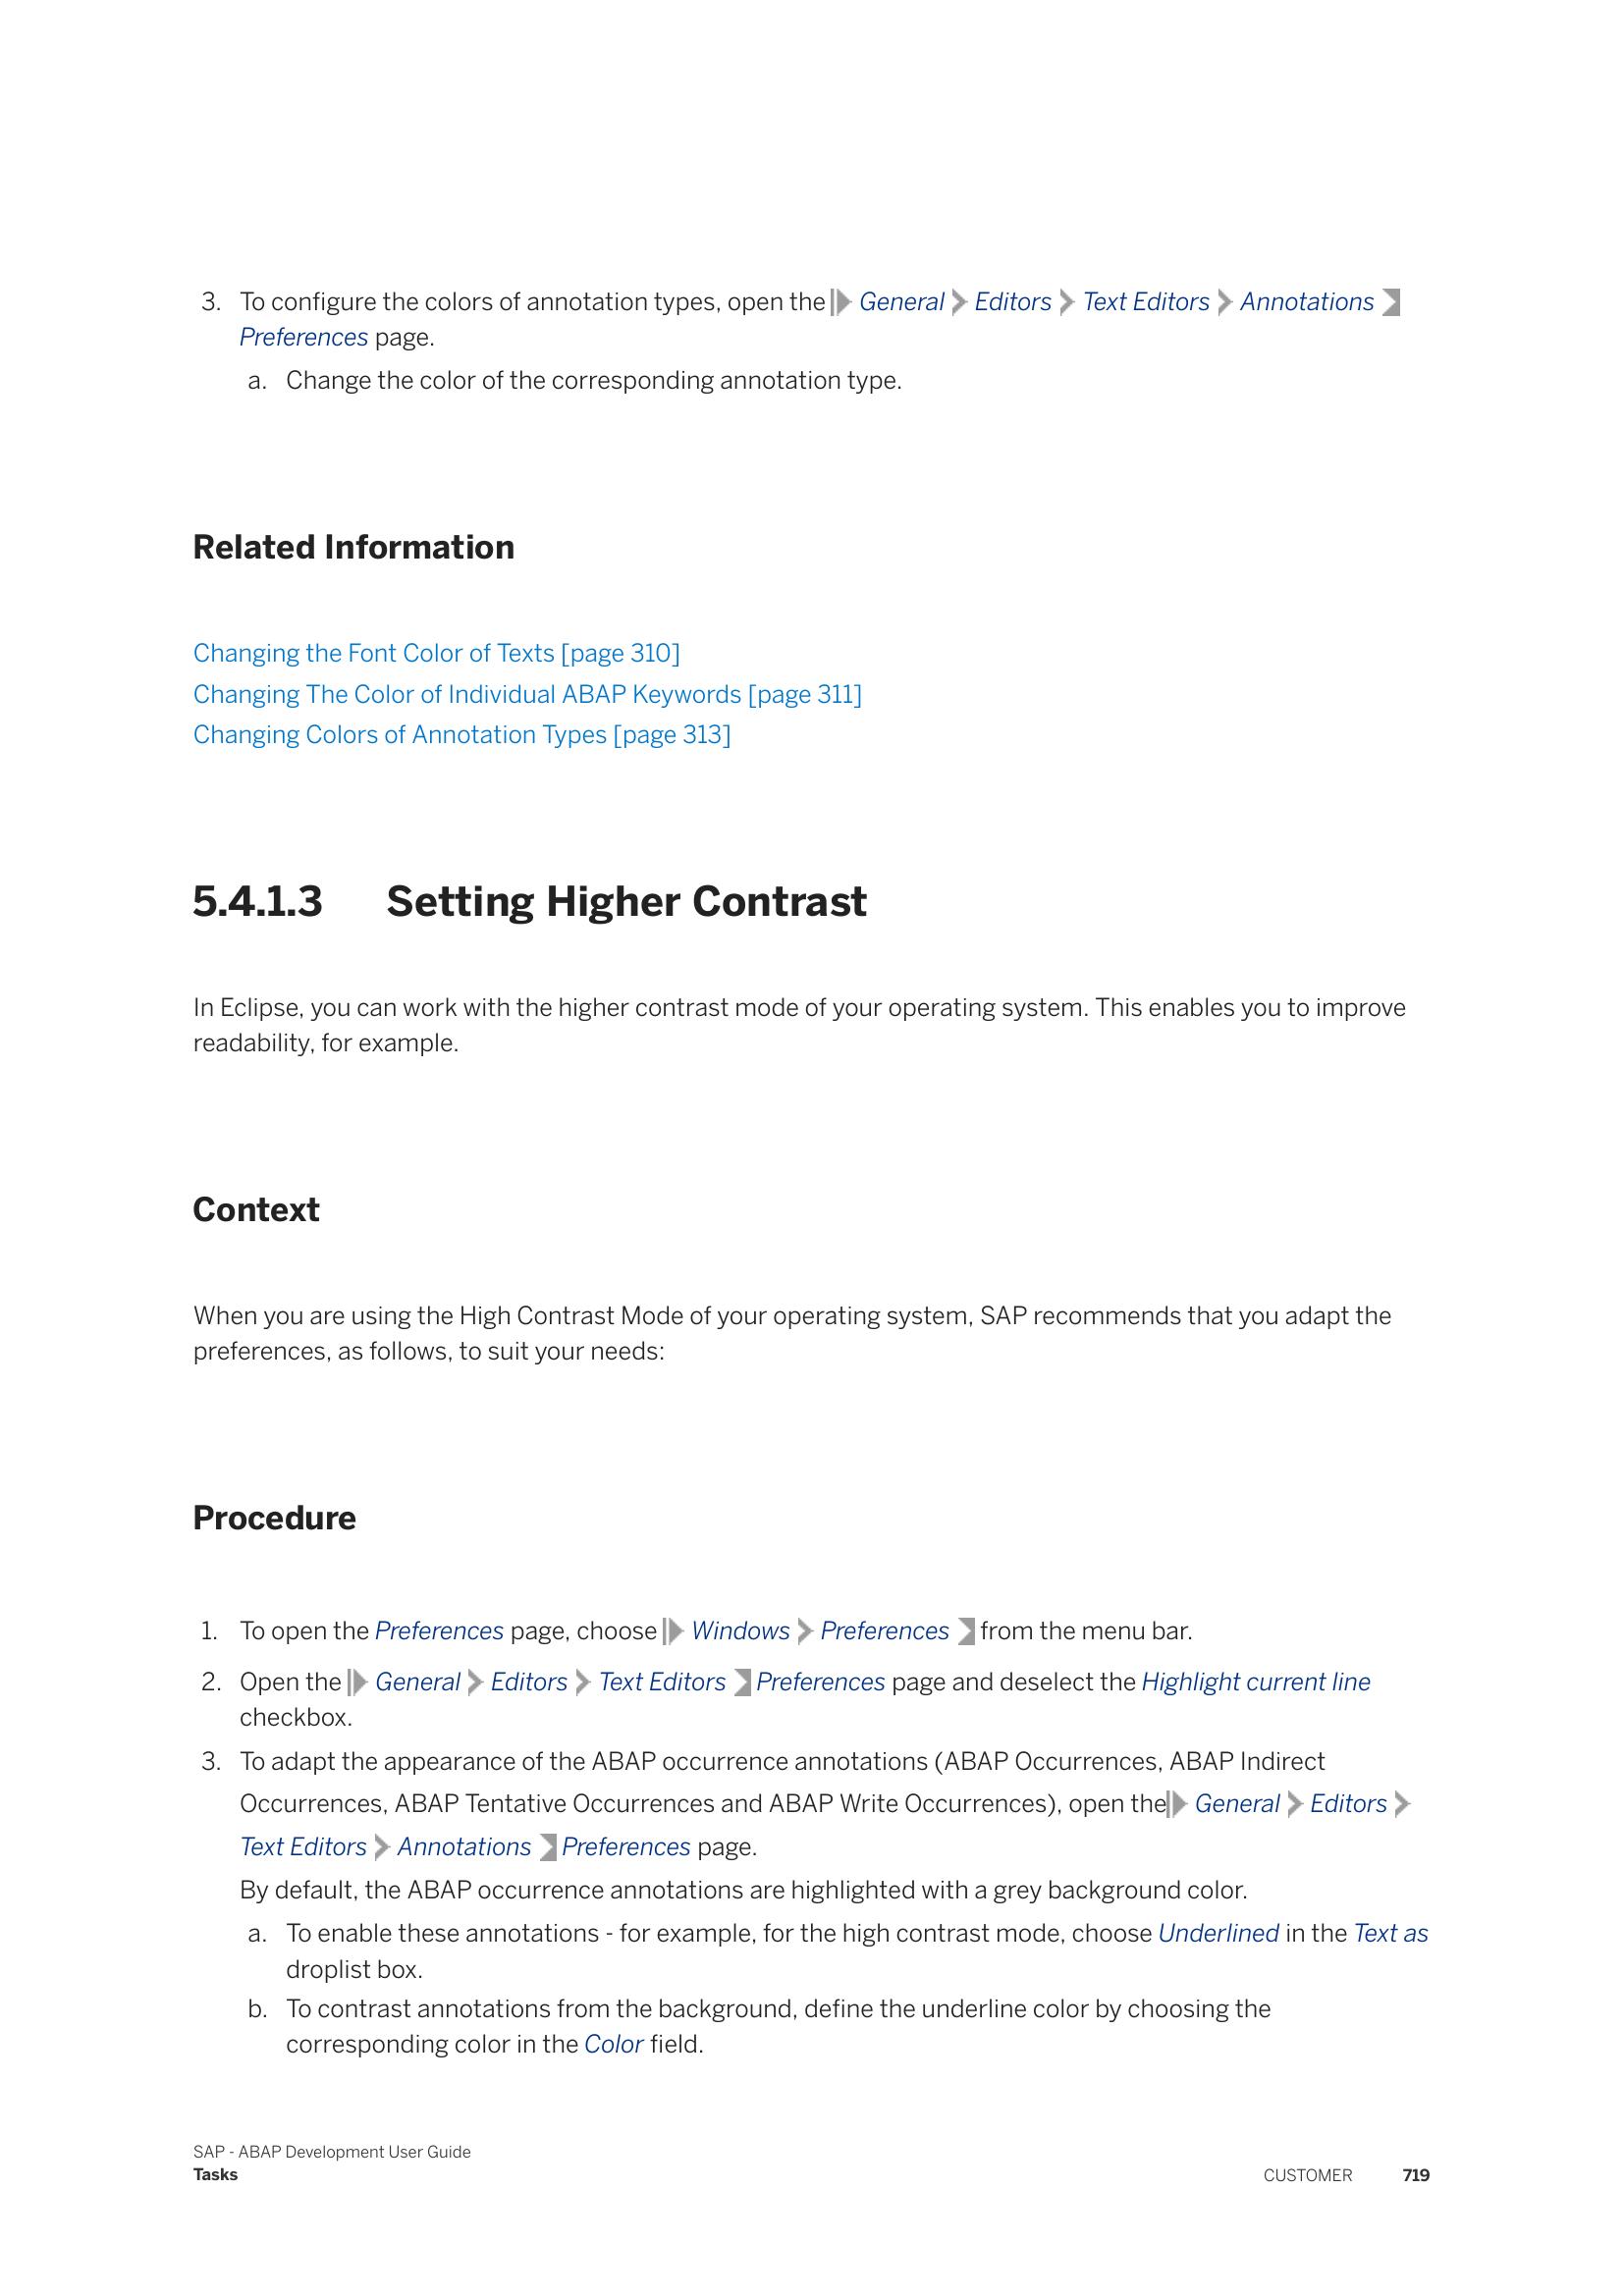 3. To configure the colors of annotation types, open the General Editors Text Editors Annotations
Preferences page.
a. Change the color of the corresponding annotation type.
Related Information
Changing the Font Color of Texts [page 310]
Changing The Color of Individual ABAP Keywords [page 311]
Changing Colors of Annotation Types [page 313]
5.4.1.3 Setting Higher Contrast
In Eclipse, you can work with the higher contrast mode of your operating system. This enables you to improve
readability, for example.
Context
When you are using the High Contrast Mode of your operating system, SAP recommends that you adapt the
preferences, as follows, to suit your needs:
Procedure
1. To open the Preferences page, choose Windows Preferences from the menu bar.
2. Open the General Editors Text Editors Preferences page and deselect the Highlight current line
checkbox.
3. To adapt the appearance of the ABAP occurrence annotations (ABAP Occurrences, ABAP Indirect
Occurrences, ABAP Tentative Occurrences and ABAP Write Occurrences), open the General Editors
Text Editors Annotations Preferences page.
By default, the ABAP occurrence annotations are highlighted with a grey background color.
a. To enable these annotations - for example, for the high contrast mode, choose Underlined in the Text as
droplist box.
b. To contrast annotations from the background, define the underline color by choosing the
corresponding color in the Color field.
SAP - ABAP Development User Guide
Tasks
CUSTOMER 719